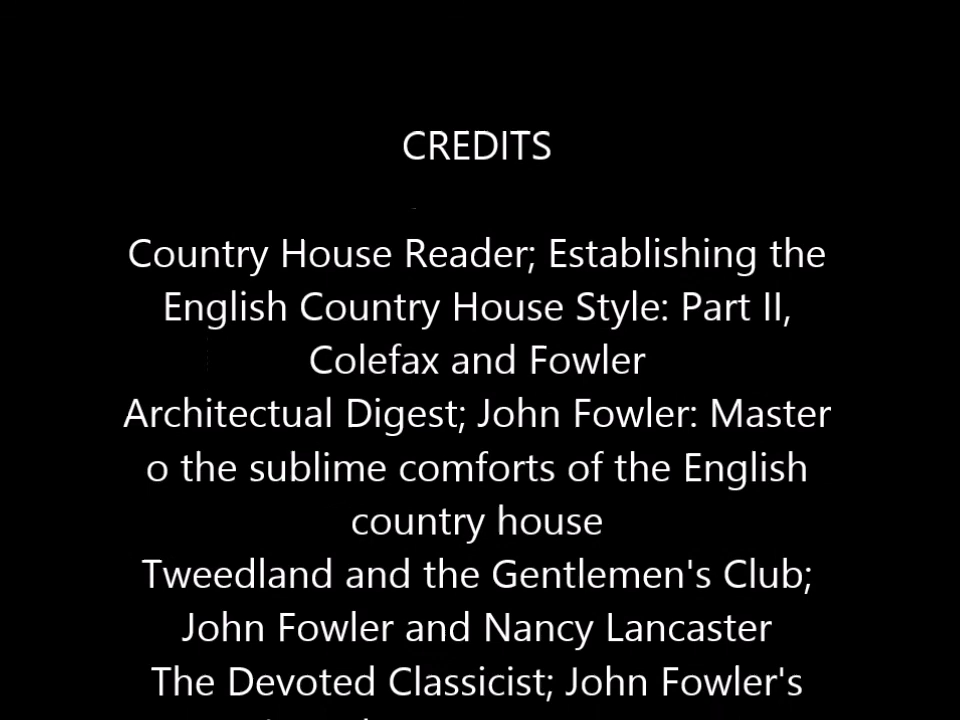 CREDITS
Country House Reader; Establishing the
English Country House Style: Part II,
Colefax and Fowler
Architectual Digest; John Fowler: Master
o the sublime comforts of the English
country house
Tweedland and the Gentlemen's Club;
John Fowler and Nancy Lancaster
The Devoted Classicist; John Fowler's